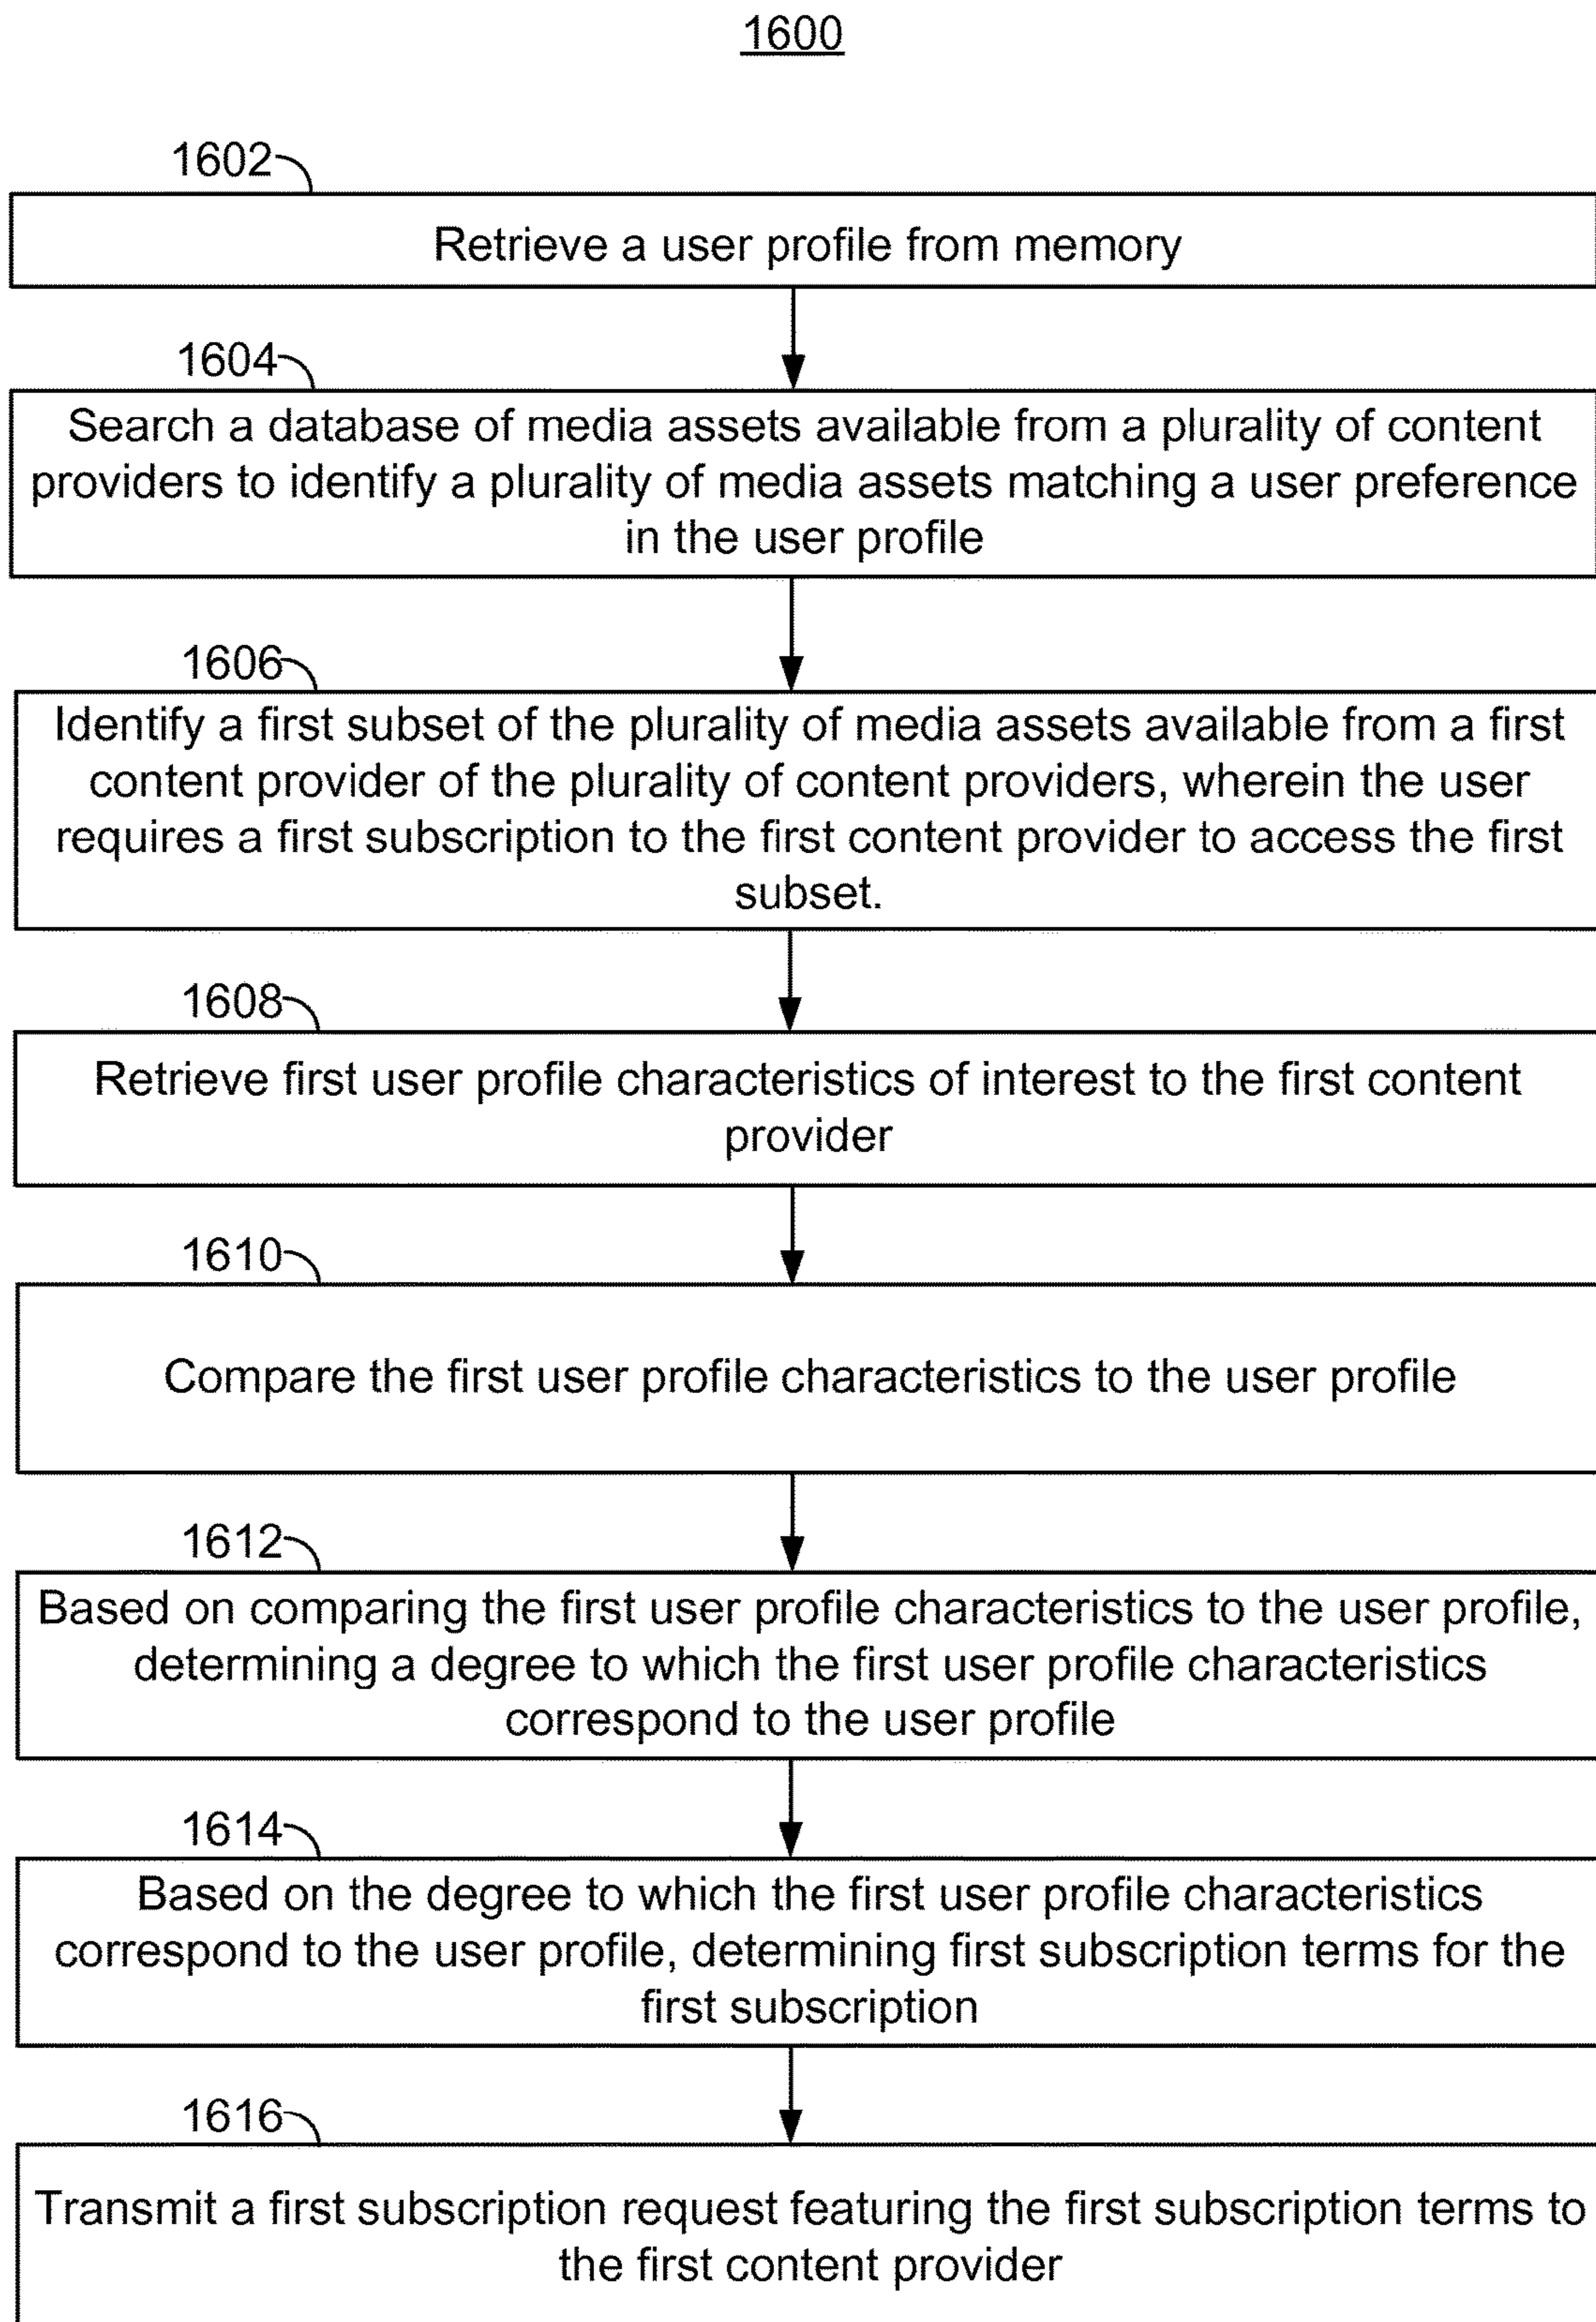 1600
1602
Retrieve a user profile from memory
1604
Search a database of media assets available from a plurality of content
providers to identify a plurality of media assets matching a user preference
in the user profile
1606
Identify a first subset of the plurality of media assets available from a first
content provider of the plurality of content providers, wherein the user
requires a first subscription to the first content provider to access the first
subset.
1608
Retrieve first user profile characteristics of interest to the first content
provider
1610
Compare the first user profile characteristics to the user profile
1612
Based on comparing the first user profile characteristics to the user profile,
determining a degree to which the first user profile characteristics
correspond to the user profile
1614
Based on the degree to which the first user profile characteristics
correspond to the user profile, determining first subscription terms for the
first subscription
1616
Transmit a first subscription request featuring the first subscription terms to
the first content provider